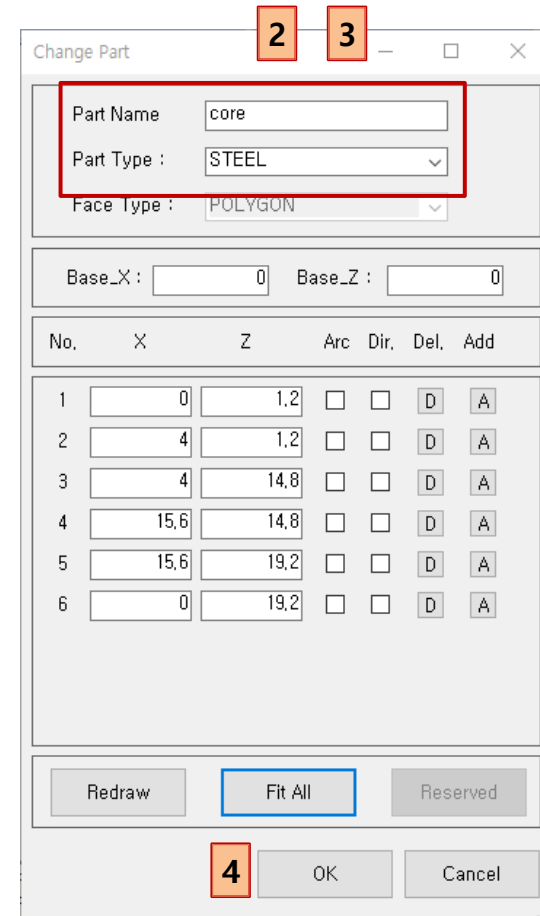 2 3
Change Part
Part Name core
Part Type : STEEL
Face Type : POLYGON
Base_X : 0 Base_Z : 0
No. X Z Arc Dir. Del. Add
1 0 1.2 D A
2 4 1.2 D A
3 4 14.8 D A
4 15.6 14.8 D A
5 15.6 19.2 D A
6 0 19.2 D A
Redraw Fit All Reserved
4 OK Cancel